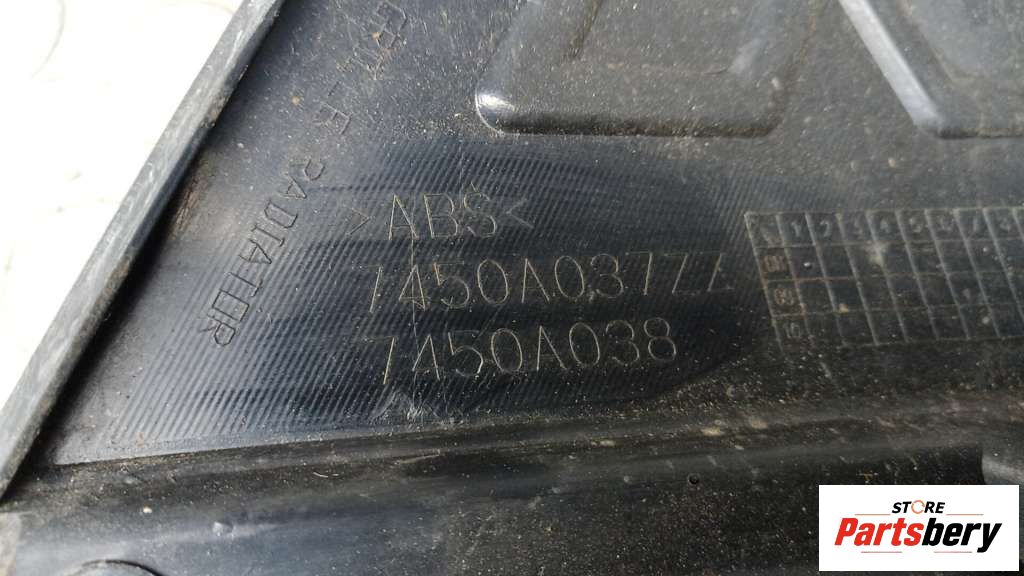 RADIATOR
>ABS<
7450A037ZZ
7450A038
STORE
Partsbery